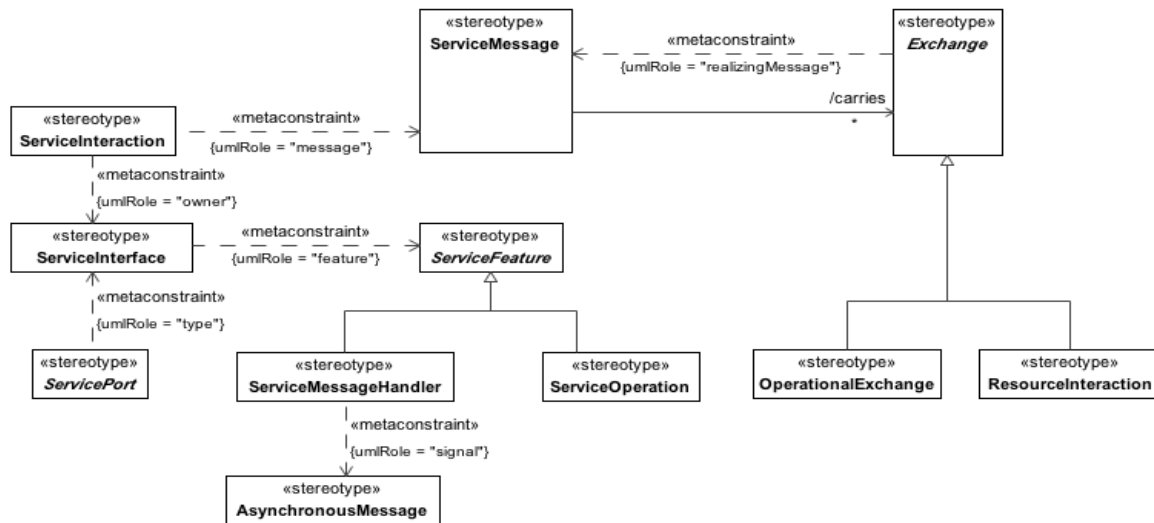 «stereotype»
ServiceMessage
«stereotype»
Exchange
«metaconstraint»
{umlRole = "realizingMessage"}
/carries
*
«stereotype»
ServiceInteraction
«metaconstraint»
{umlRole = "message"}
«metaconstraint»
{umlRole = "owner"}
«stereotype»
ServiceInterface
«metaconstraint»
{umlRole = "feature"}
«stereotype»
ServiceFeature
«metaconstraint»
{umlRole = "type"}
«stereotype»
ServicePort
«stereotype»
ServiceMessageHandler
«stereotype»
ServiceOperation
«stereotype»
OperationalExchange
«stereotype»
ResourceInteraction
«metaconstraint»
{umlRole = "signal"}
«stereotype»
AsynchronousMessage